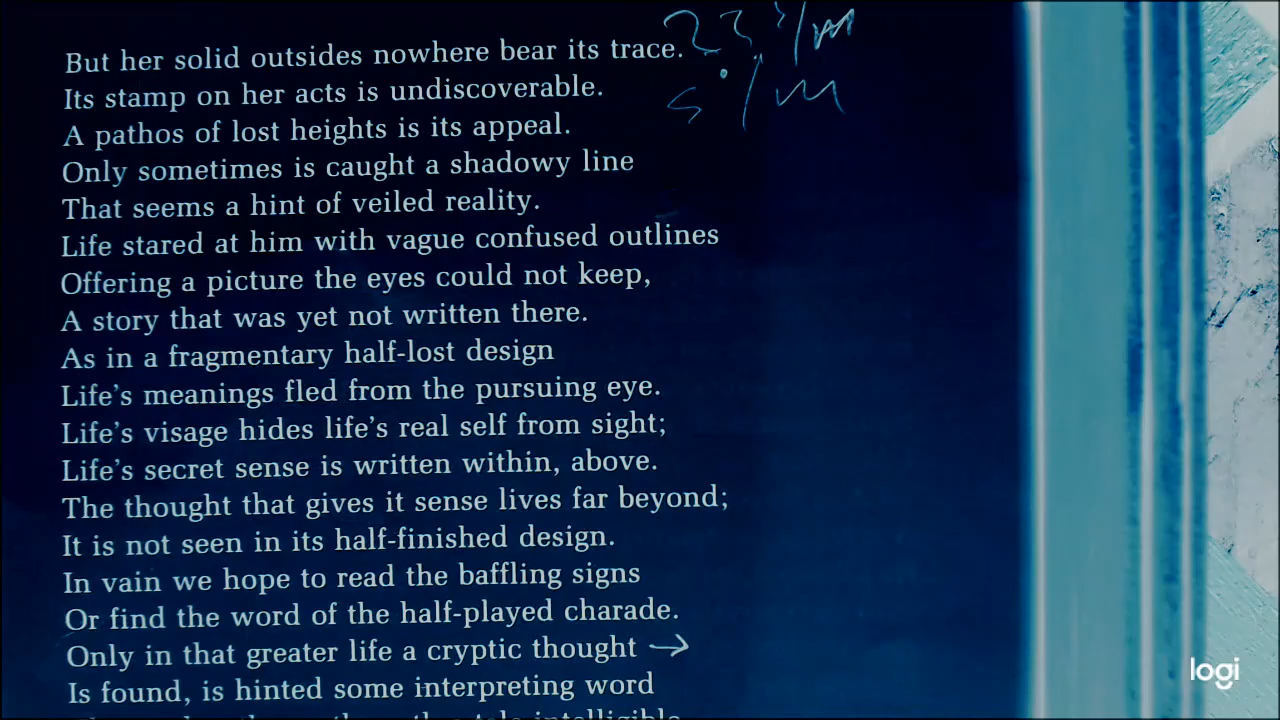 But her solid outsides nowhere bear its trace.
Its stamp on her acts is undiscoverable.
A pathos of lost heights is its appeal.
Only sometimes is caught a shadowy line
That seems a hint of veiled reality.
Life stared at him with vague confused outlines
Offering a picture the eyes could not keep,
A story that was yet not written there.
As in a fragmentary half-lost design
Life's meanings fled from the pursuing eye.
Life's visage hides life's real self from sight;
Life's secret sense is written within, above.
The thought that gives it sense lives far beyond;
It is not seen in its half-finished design.
In vain we hope to read the baffling signs
Or find the word of the half-played charade.
Only in that greater life a cryptic thought →
Is found, is hinted some interpreting word
logi